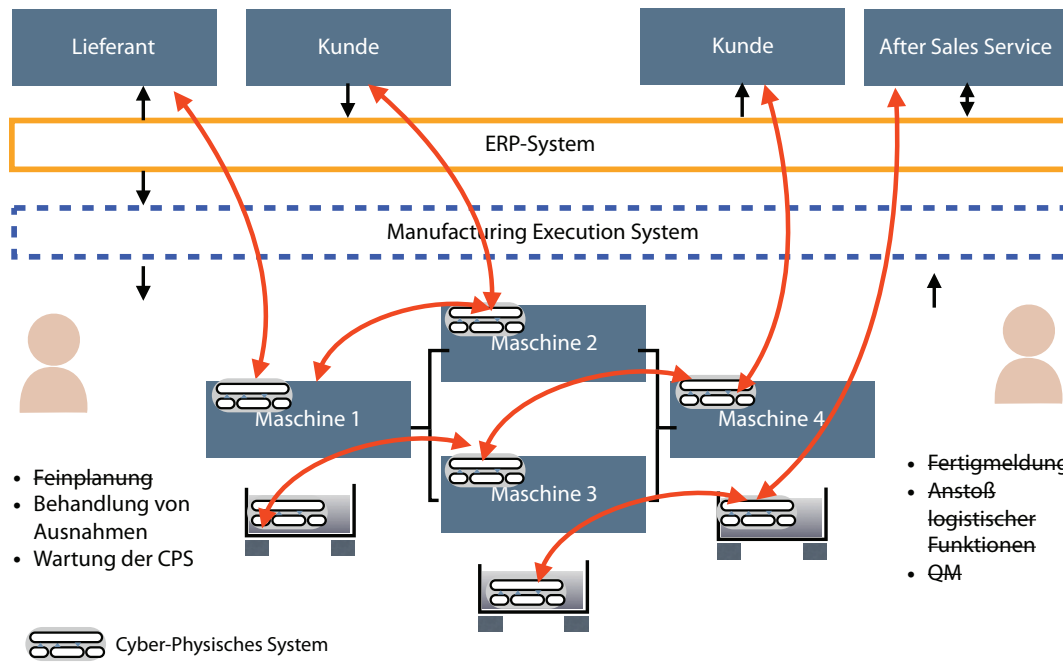 Lieferant
Kunde
Kunde
After Sales Service
ERP-System
Manufacturing Execution System
Maschine 2
Maschine 1
Maschine 4
Maschine 3
• Feinplanung
• Behandlung von
Ausnahmen
• Wartung der CPS
• Fertigmeldung
• Anstoß
logistischer
Funktionen
• QM
Cyber-Physisches System